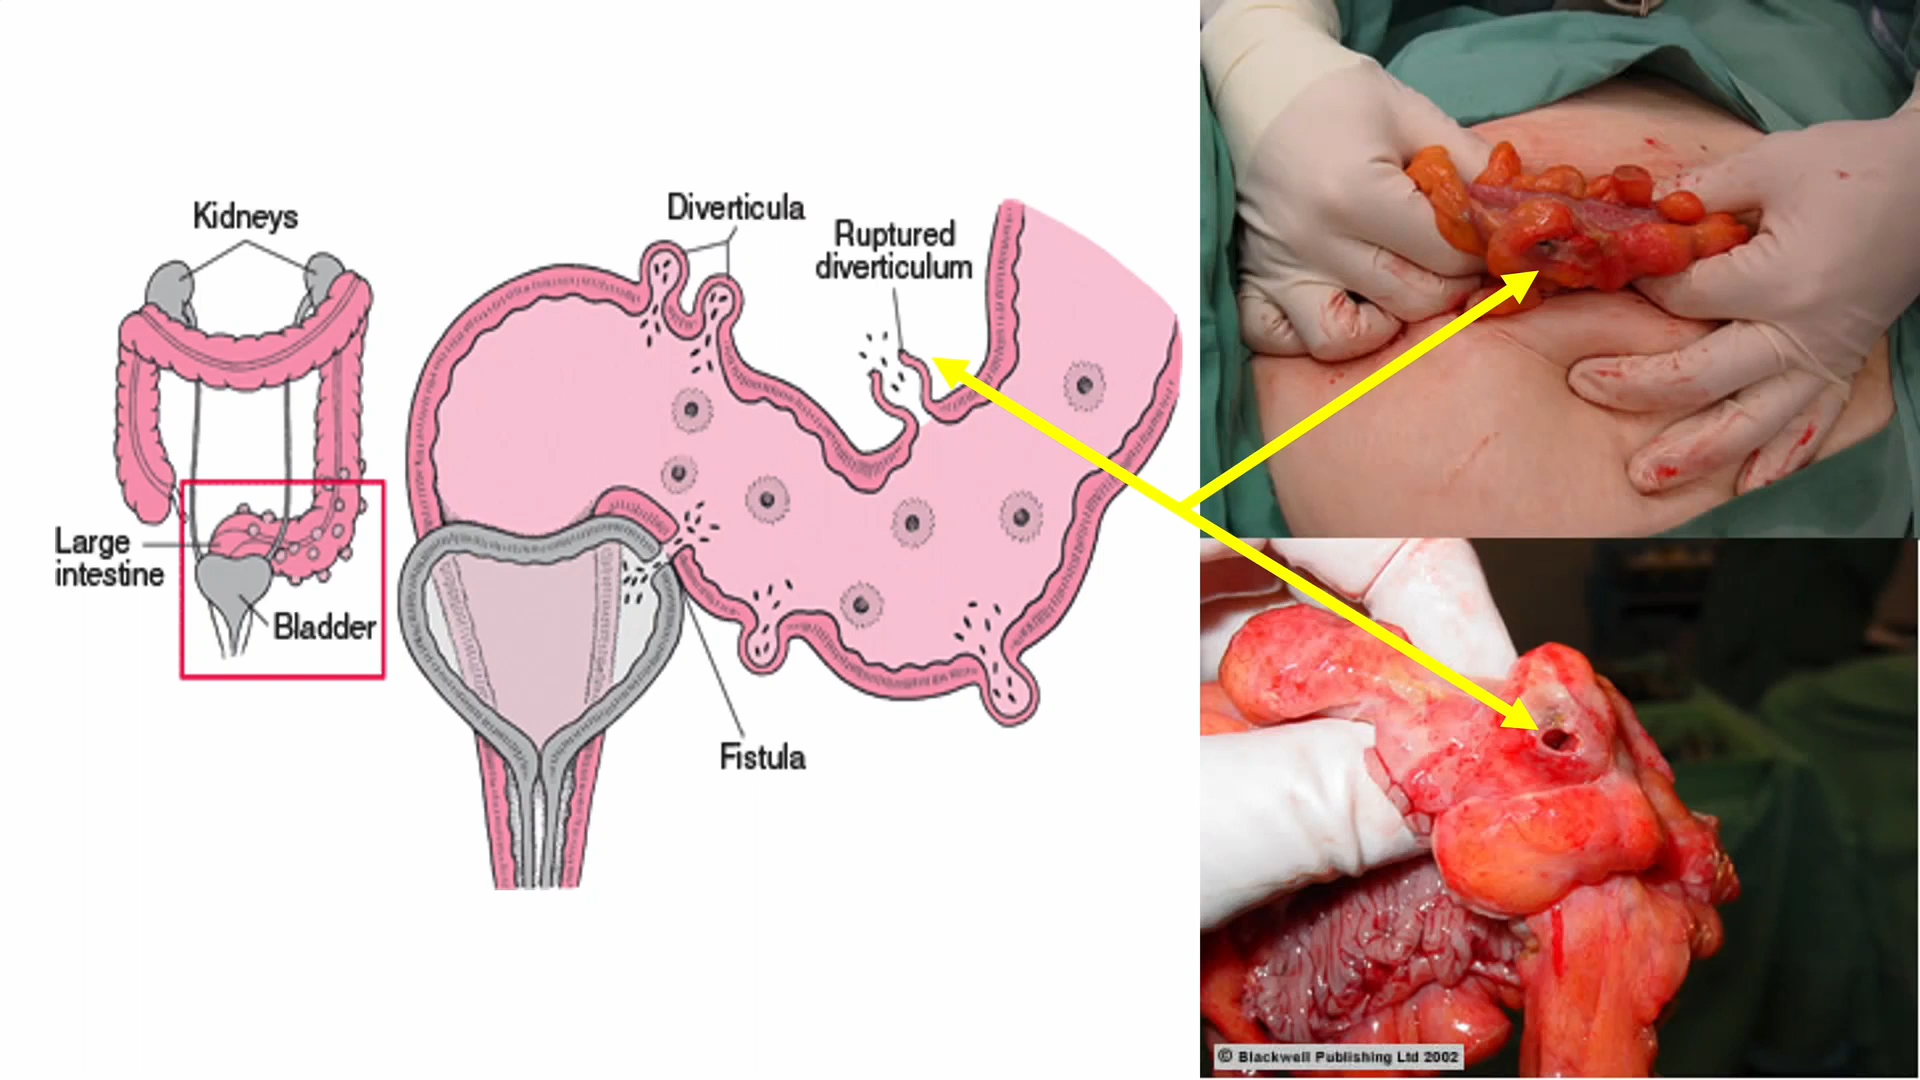 Kidneys
Large
intestine
Bladder
Diverticula
Ruptured
diverticulum
Fistula
© Blackwell Publishing Ltd 2002